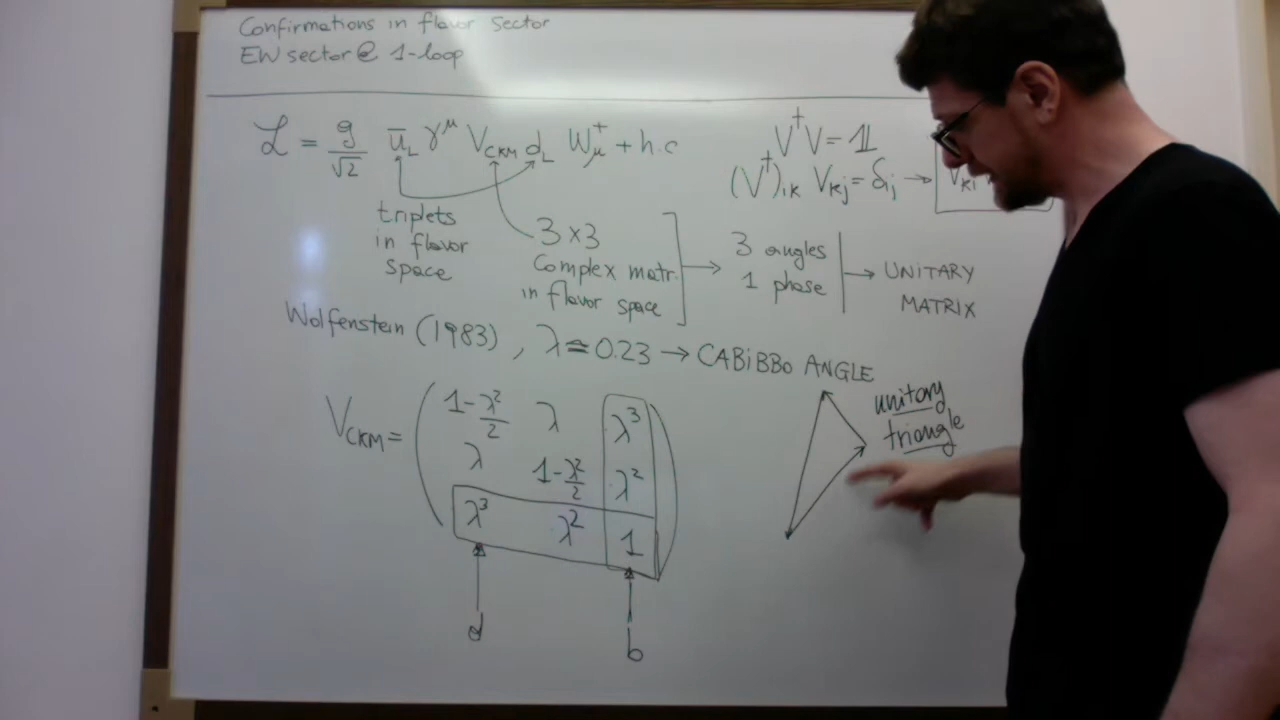 Confirmations in flavor Sector
EW sector @ 1-loop
ℒ = g/√2 ū_L γ^μ V_CKM d_L W_μ^+ + h.c
V†V = 𝟙
(V†)_ik V_kj = δ_ij → V_ki
triplets
in flavor
space
3 × 3
Complex matr.
in flavor space
3 angles
1 phase
→ UNITARY
MATRIX
Wolfenstein (1983), λ ≃ 0.23 → CABIBBO ANGLE
V_CKM =
1-λ²/2 λ λ³
λ 1-λ²/2 λ²
λ³ λ² 1
unitary
triangle
d
b